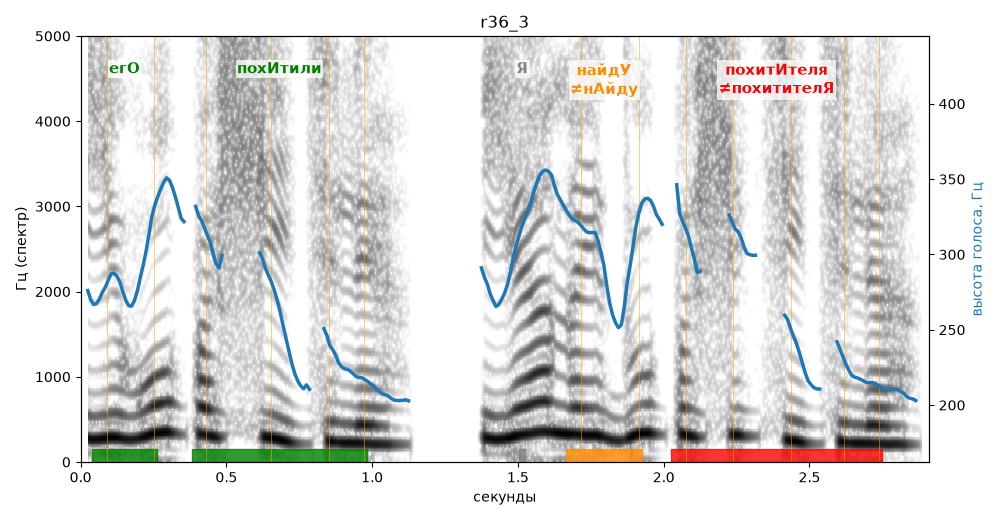 r36_3
5000
4000
3000
2000
1000
0
Гц (спектр)
егО
похИтили
Я
найдУ
≠нАйду
похитИтеля
≠похитителЯ
400
350
300
250
200
высота голоса, Гц
0.0 0.5 1.0 1.5 2.0 2.5
секунды